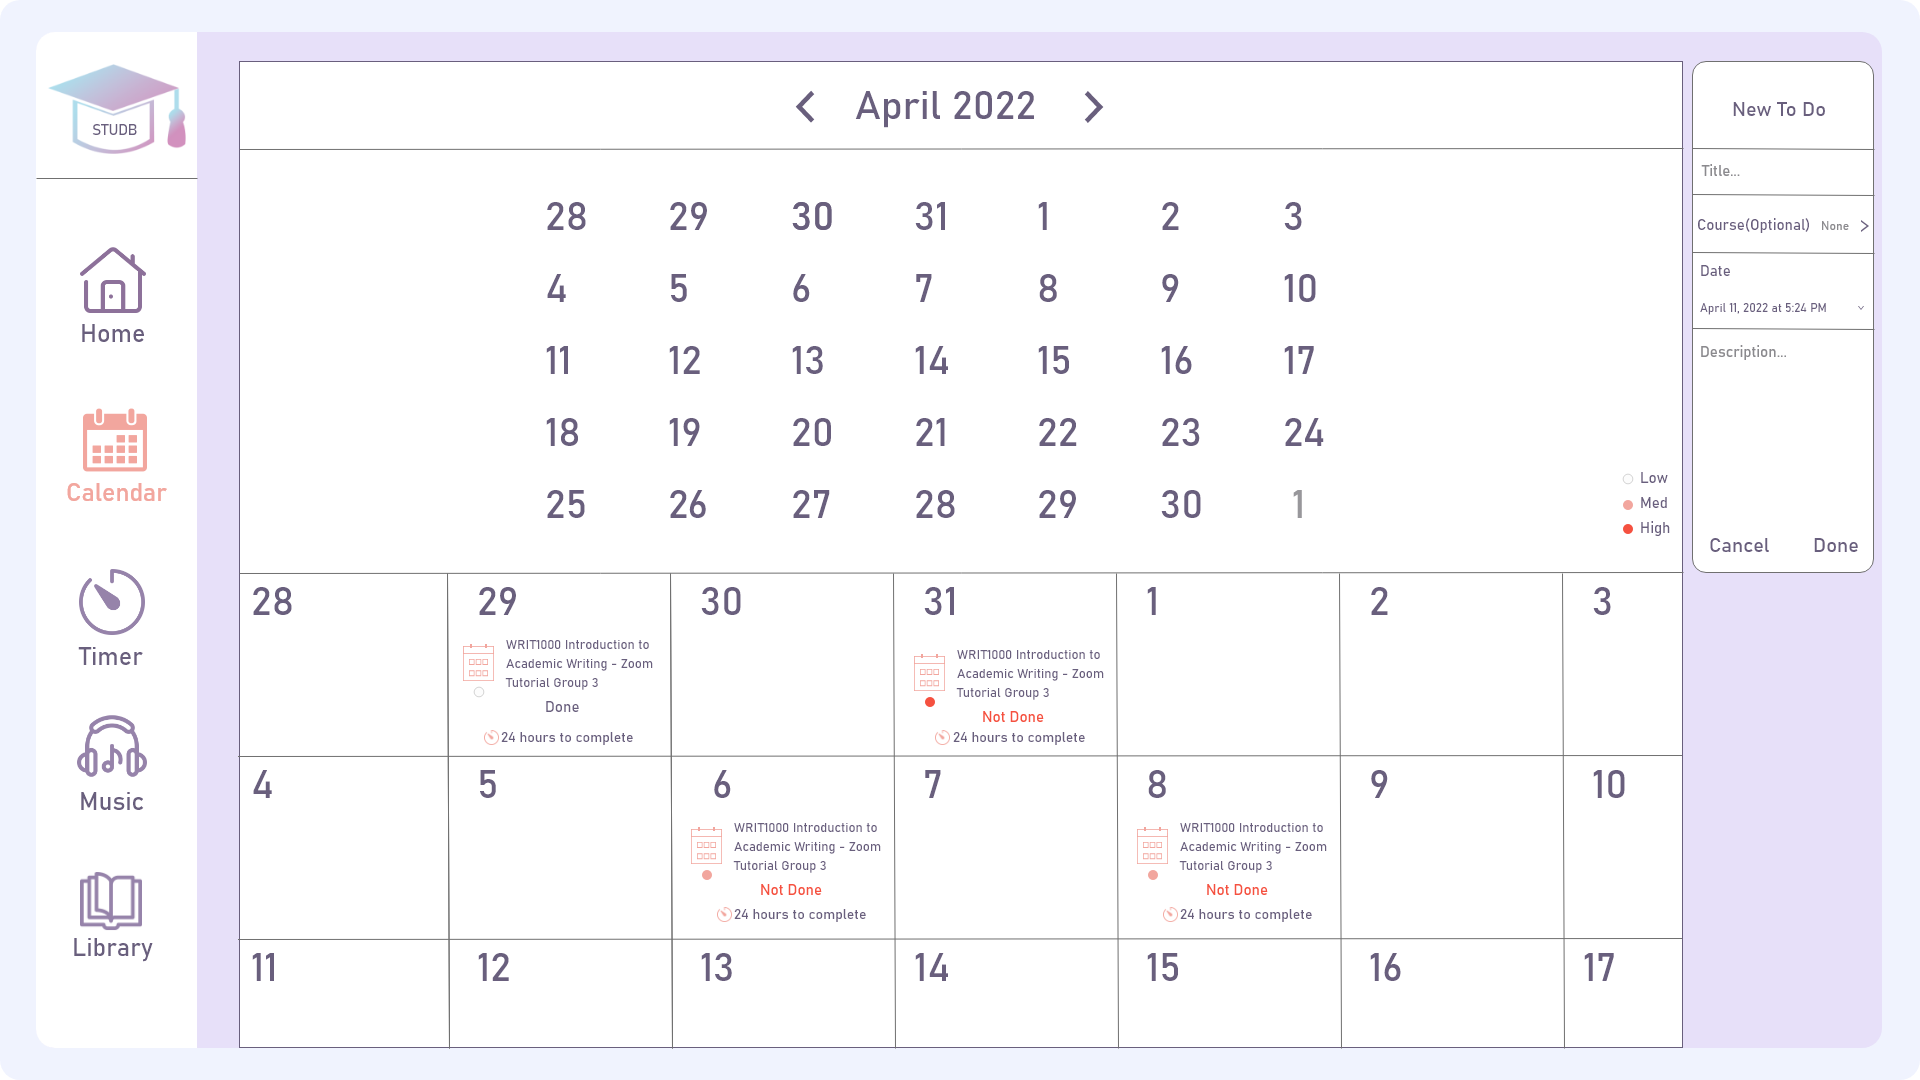 STUDB
Home
Calendar
Timer
Music
Library
April 2022
28 29 30 31 1 2 3
4 5 6 7 8 9 10
11 12 13 14 15 16 17
18 19 20 21 22 23 24
25 26 27 28 29 30 1
Low
Med
High
28 29 30 31 1 2 3
WRIT1000 Introduction to
Academic Writing - Zoom
Tutorial Group 3
Done
24 hours to complete
WRIT1000 Introduction to
Academic Writing - Zoom
Tutorial Group 3
Not Done
24 hours to complete
4 5 6 7 8 9 10
WRIT1000 Introduction to
Academic Writing - Zoom
Tutorial Group 3
Not Done
24 hours to complete
WRIT1000 Introduction to
Academic Writing - Zoom
Tutorial Group 3
Not Done
24 hours to complete
11 12 13 14 15 16 17
New To Do
Title...
Course(Optional) None
Date
April 11, 2022 at 5:24 PM
Description...
Cancel Done